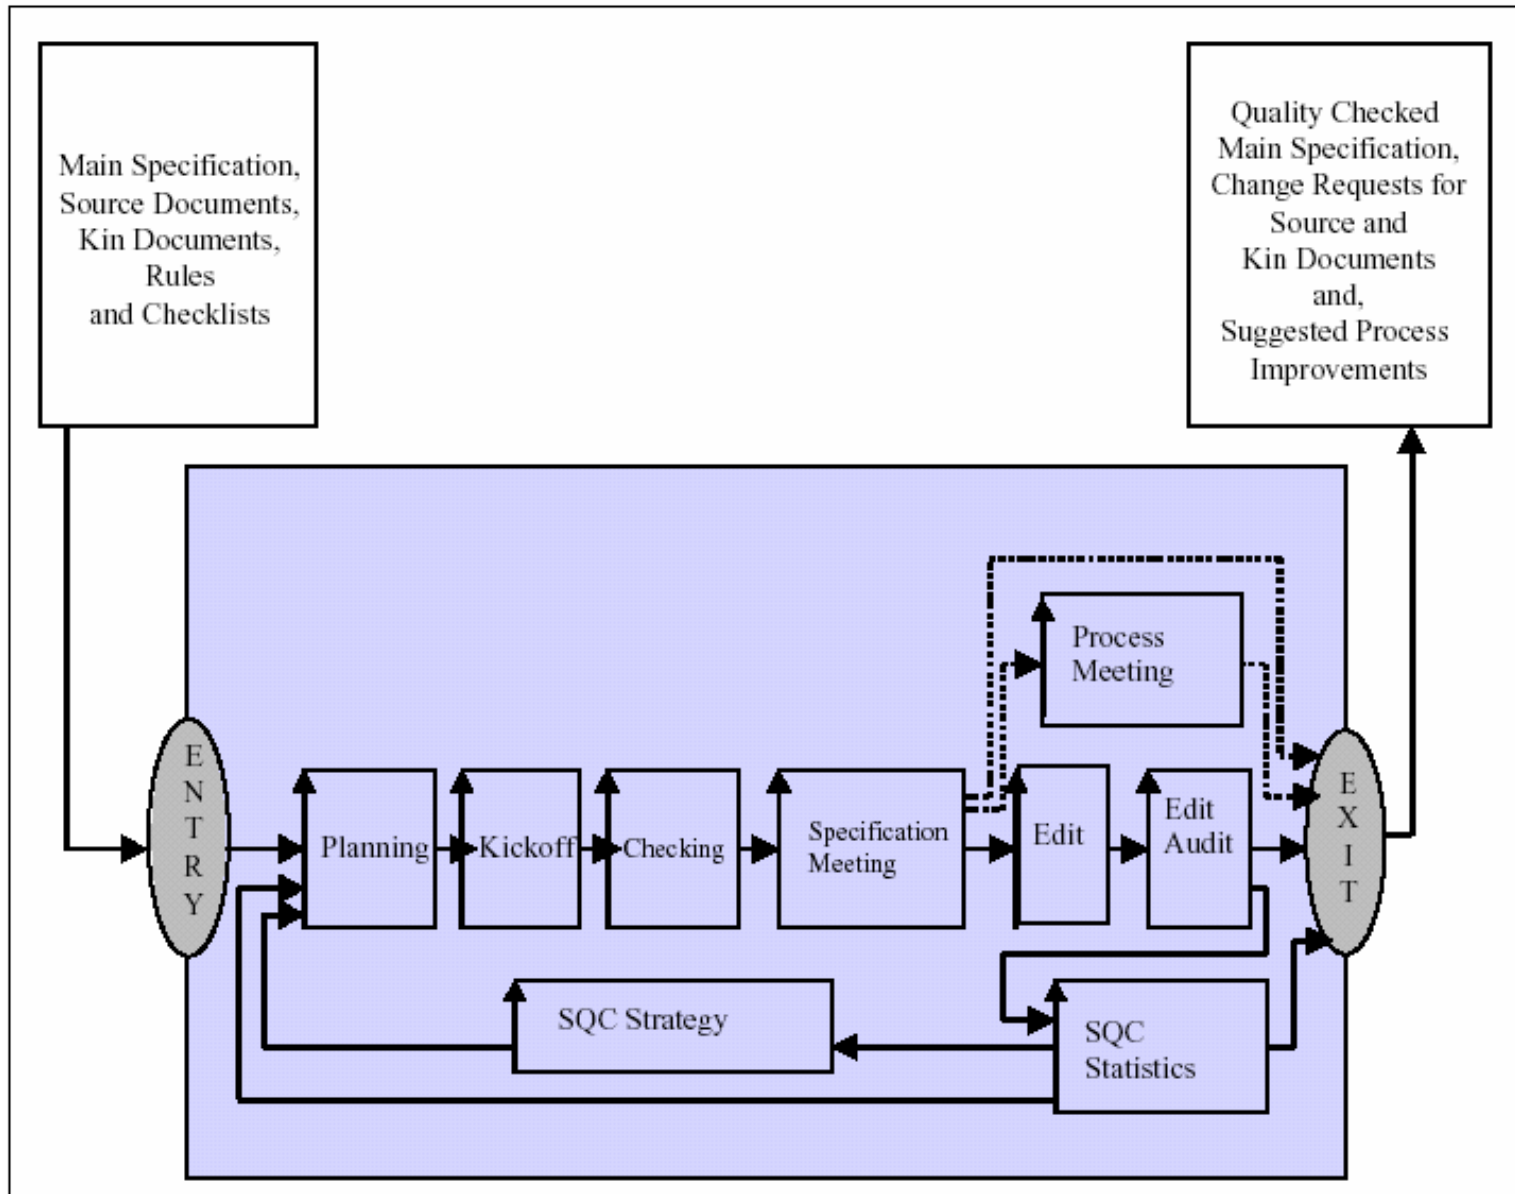 Main Specification,
Source Documents,
Kin Documents,
Rules
and Checklists
Quality Checked
Main Specification,
Change Requests for
Source and
Kin Documents
and,
Suggested Process
Improvements
Process
Meeting
E
N
T
R
Y
Planning
Kickoff
Checking
Specification
Meeting
Edit
Edit
Audit
E
X
I
T
SQC Strategy
SQC
Statistics